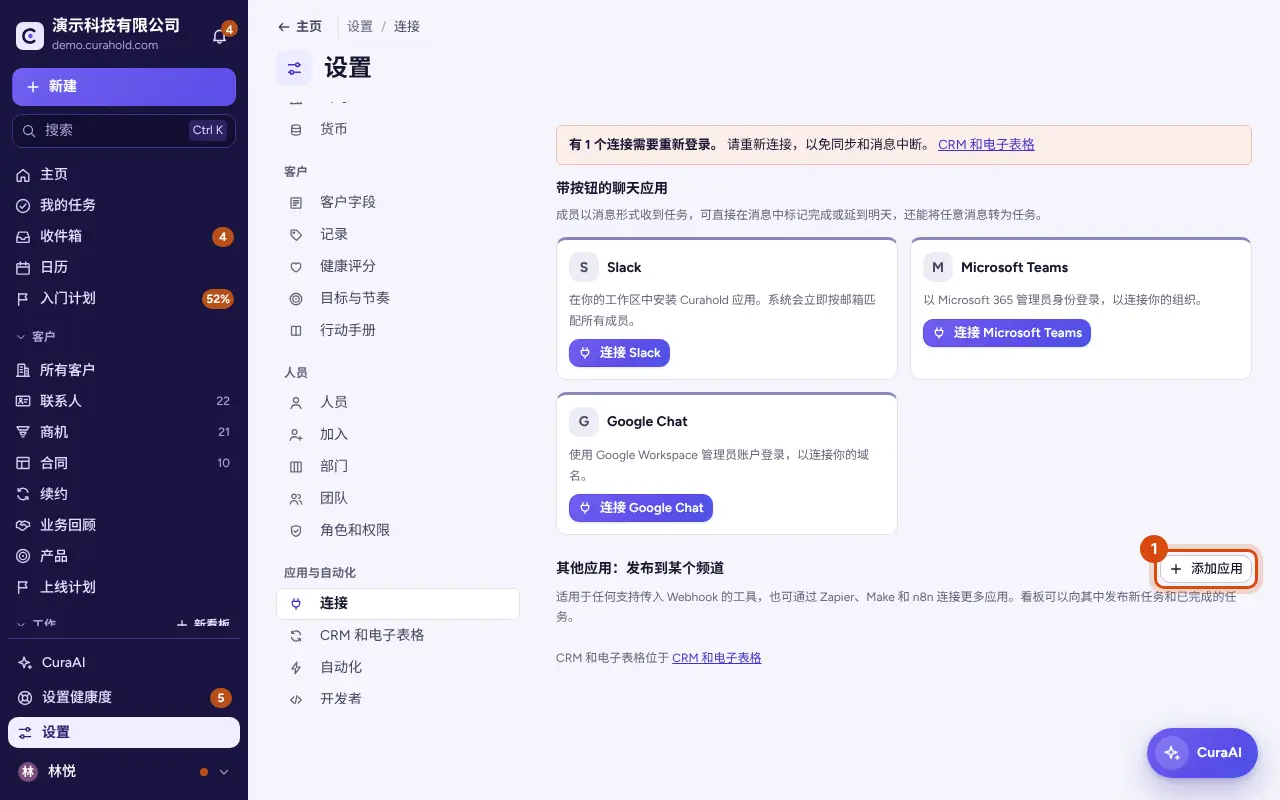 演示科技有限公司
demo.curahold.com
4
新建
搜索
Ctrl K
主页
我的任务
收件箱
4
日历
入门计划
52%
客户
所有客户
联系人
22
商机
21
合同
10
续约
业务回顾
产品
上线计划
工作
新看板
CuraAI
设置健康度
5
设置
林
林悦
主页
设置 / 连接
设置
货币
客户
客户字段
记录
健康评分
目标与节奏
行动手册
人员
人员
加入
部门
团队
角色和权限
应用与自动化
连接
CRM 和电子表格
自动化
开发者
有 1 个连接需要重新登录。 请重新连接，以免同步和消息中断。 CRM 和电子表格
带按钮的聊天应用
成员以消息形式收到任务，可直接在消息中标记完成或延到明天，还能将任意消息转为任务。
S
Slack
在你的工作区中安装 Curahold 应用。系统会立即按邮箱匹
配所有成员。
连接 Slack
M
Microsoft Teams
以 Microsoft 365 管理员身份登录，以连接你的组织。
连接 Microsoft Teams
G
Google Chat
使用 Google Workspace 管理员账户登录，以连接你的域
名。
连接 Google Chat
其他应用：发布到某个频道
1
添加应用
适用于任何支持传入 Webhook 的工具，也可通过 Zapier、Make 和 n8n 连接更多应用。看板可以向其中发布新任务和已完成的任
务。
CRM 和电子表格位于 CRM 和电子表格
CuraAI